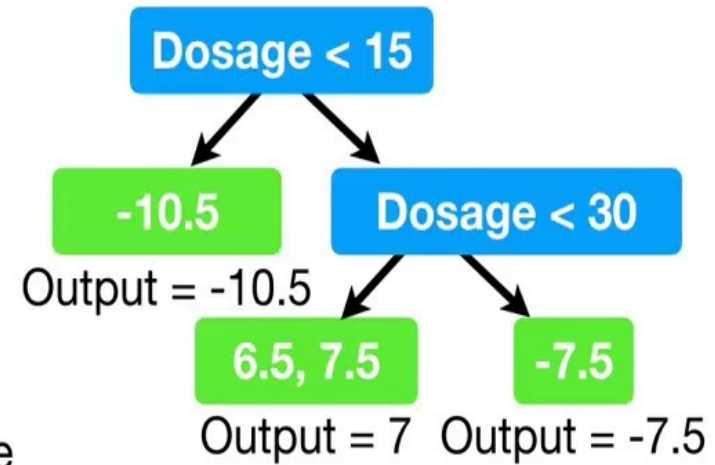 Dosage < 15
-10.5
Dosage < 30
Output = -10.5
6.5, 7.5
-7.5
Output = 7
Output = -7.5
e